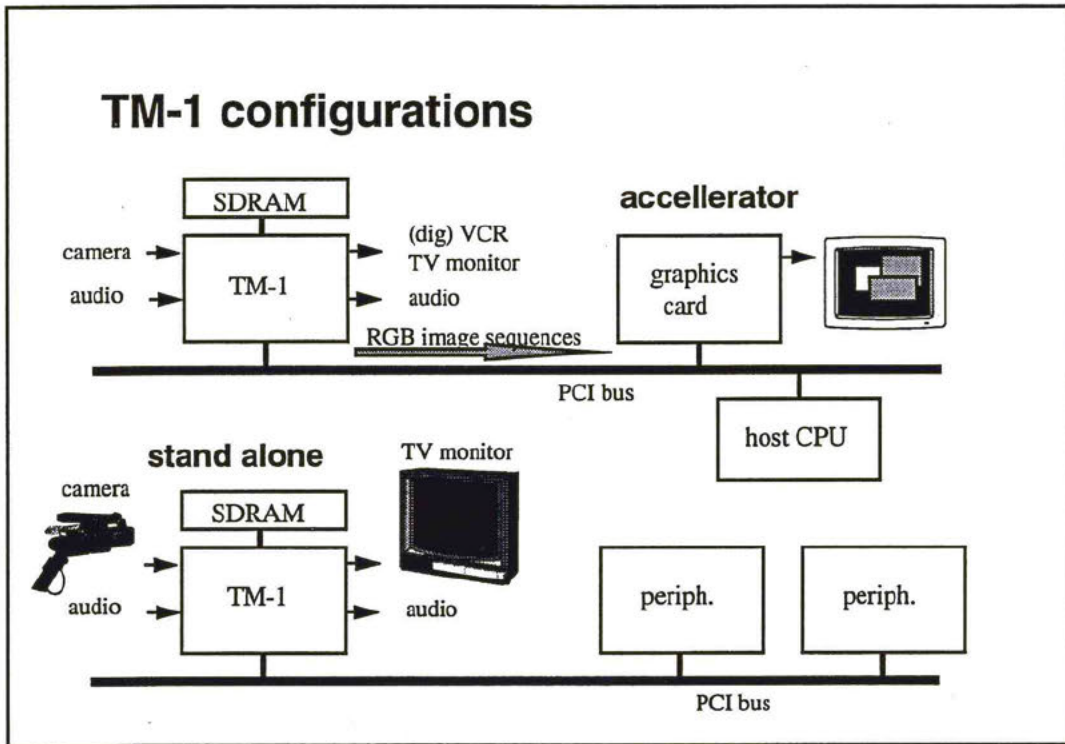 TM-1 configurations
SDRAM
accellerator
camera
(dig) VCR
TV monitor
TM-1
graphics
card
audio
audio
RGB image sequences
PCI bus
host CPU
stand alone
TV monitor
camera
SDRAM
TM-1
audio
audio
periph.
periph.
PCI bus